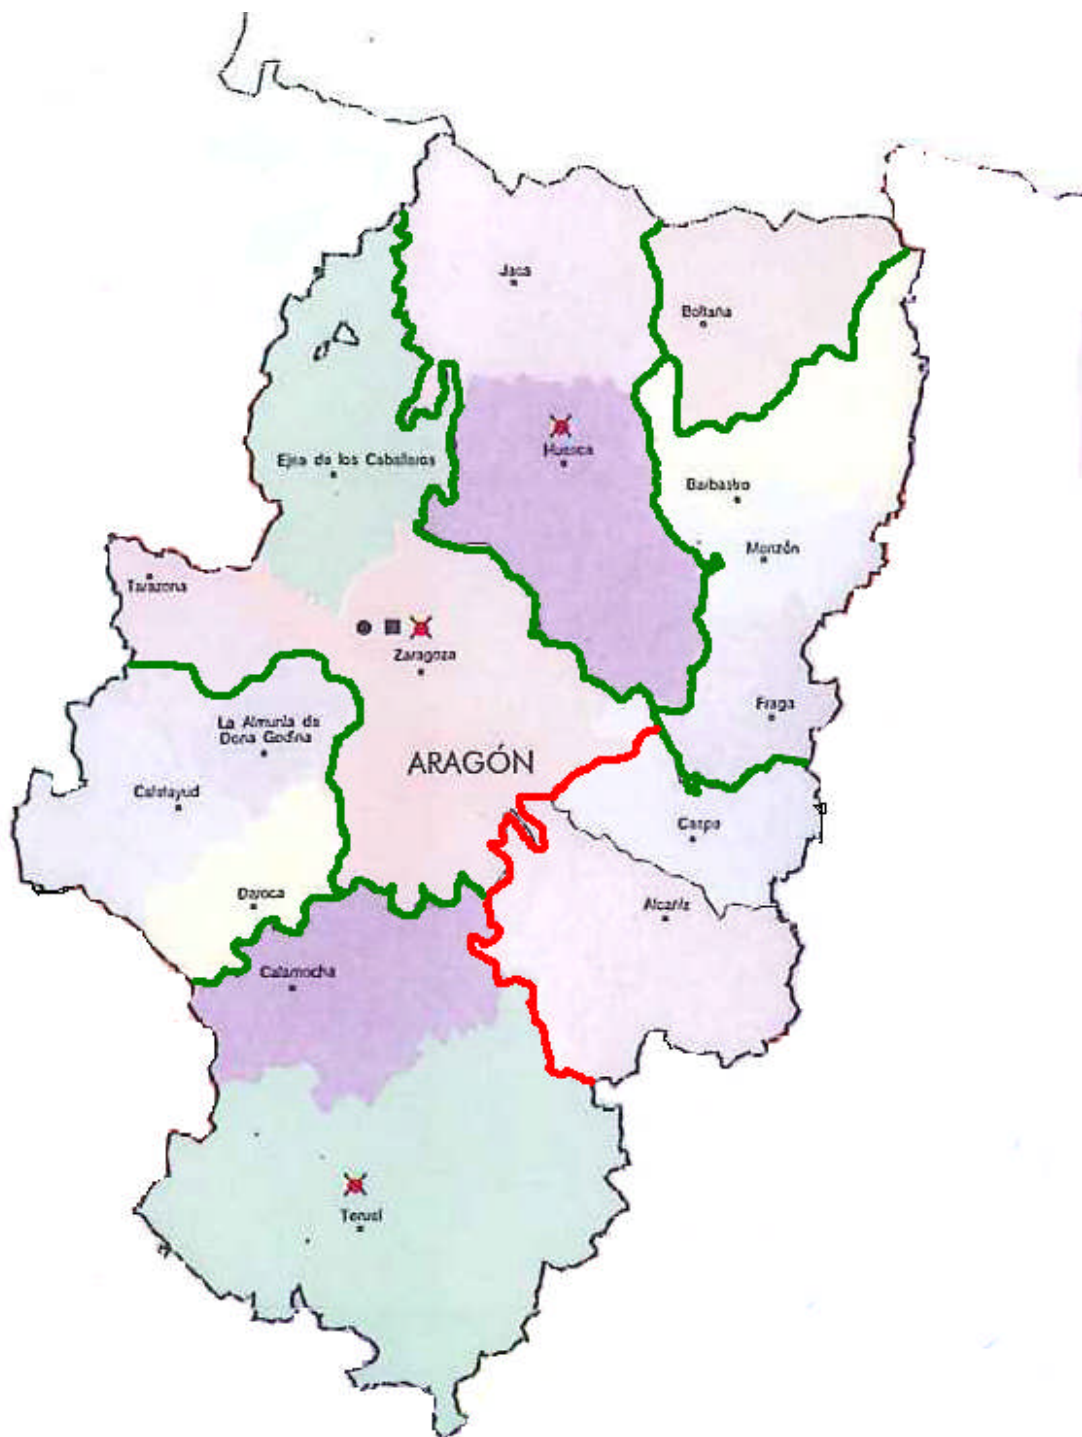 Jaca
Boltaña
Huesca
Ejea de los Caballeros
Barbastro
Monzón
Tarazona
Zaragoza
Fraga
La Almunia de
Dona Godina
ARAGÓN
Calatayud
Caspe
Daroca
Alcañiz
Calamocha
Teruel